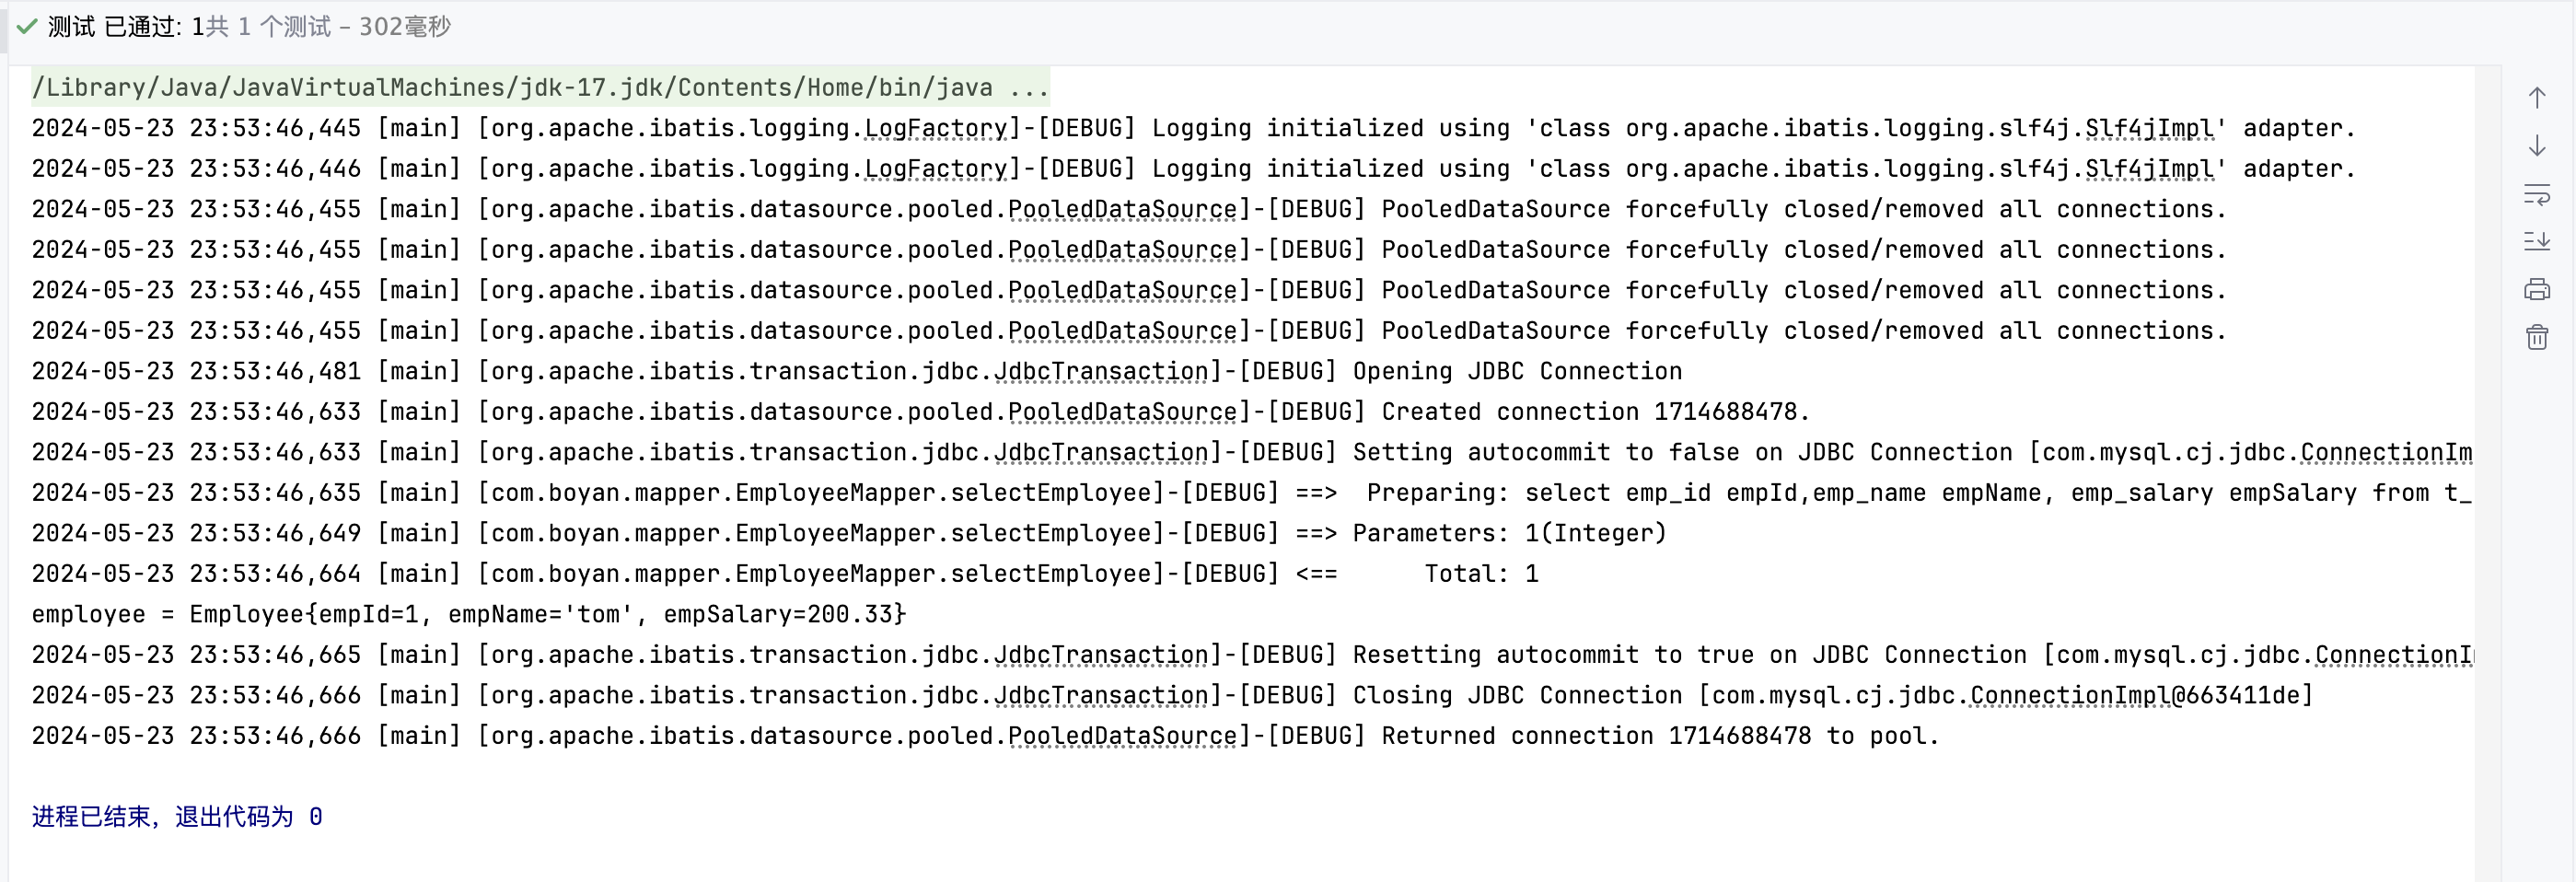 测试 已通过: 1共 1 个测试 – 302毫秒
/Library/Java/JavaVirtualMachines/jdk-17.jdk/Contents/Home/bin/java ...
2024-05-23 23:53:46,445 [main] [org.apache.ibatis.logging.LogFactory]-[DEBUG] Logging initialized using 'class org.apache.ibatis.logging.slf4j.Slf4jImpl' adapter.
2024-05-23 23:53:46,446 [main] [org.apache.ibatis.logging.LogFactory]-[DEBUG] Logging initialized using 'class org.apache.ibatis.logging.slf4j.Slf4jImpl' adapter.
2024-05-23 23:53:46,455 [main] [org.apache.ibatis.datasource.pooled.PooledDataSource]-[DEBUG] PooledDataSource forcefully closed/removed all connections.
2024-05-23 23:53:46,455 [main] [org.apache.ibatis.datasource.pooled.PooledDataSource]-[DEBUG] PooledDataSource forcefully closed/removed all connections.
2024-05-23 23:53:46,455 [main] [org.apache.ibatis.datasource.pooled.PooledDataSource]-[DEBUG] PooledDataSource forcefully closed/removed all connections.
2024-05-23 23:53:46,455 [main] [org.apache.ibatis.datasource.pooled.PooledDataSource]-[DEBUG] PooledDataSource forcefully closed/removed all connections.
2024-05-23 23:53:46,481 [main] [org.apache.ibatis.transaction.jdbc.JdbcTransaction]-[DEBUG] Opening JDBC Connection
2024-05-23 23:53:46,633 [main] [org.apache.ibatis.datasource.pooled.PooledDataSource]-[DEBUG] Created connection 1714688478.
2024-05-23 23:53:46,633 [main] [org.apache.ibatis.transaction.jdbc.JdbcTransaction]-[DEBUG] Setting autocommit to false on JDBC Connection [com.mysql.cj.jdbc.ConnectionIm
2024-05-23 23:53:46,635 [main] [com.boyan.mapper.EmployeeMapper.selectEmployee]-[DEBUG] ==>  Preparing: select emp_id empId,emp_name empName, emp_salary empSalary from t_
2024-05-23 23:53:46,649 [main] [com.boyan.mapper.EmployeeMapper.selectEmployee]-[DEBUG] ==> Parameters: 1(Integer)
2024-05-23 23:53:46,664 [main] [com.boyan.mapper.EmployeeMapper.selectEmployee]-[DEBUG] <==      Total: 1
employee = Employee{empId=1, empName='tom', empSalary=200.33}
2024-05-23 23:53:46,665 [main] [org.apache.ibatis.transaction.jdbc.JdbcTransaction]-[DEBUG] Resetting autocommit to true on JDBC Connection [com.mysql.cj.jdbc.ConnectionI
2024-05-23 23:53:46,666 [main] [org.apache.ibatis.transaction.jdbc.JdbcTransaction]-[DEBUG] Closing JDBC Connection [com.mysql.cj.jdbc.ConnectionImpl@663411de]
2024-05-23 23:53:46,666 [main] [org.apache.ibatis.datasource.pooled.PooledDataSource]-[DEBUG] Returned connection 1714688478 to pool.
进程已结束，退出代码为 0